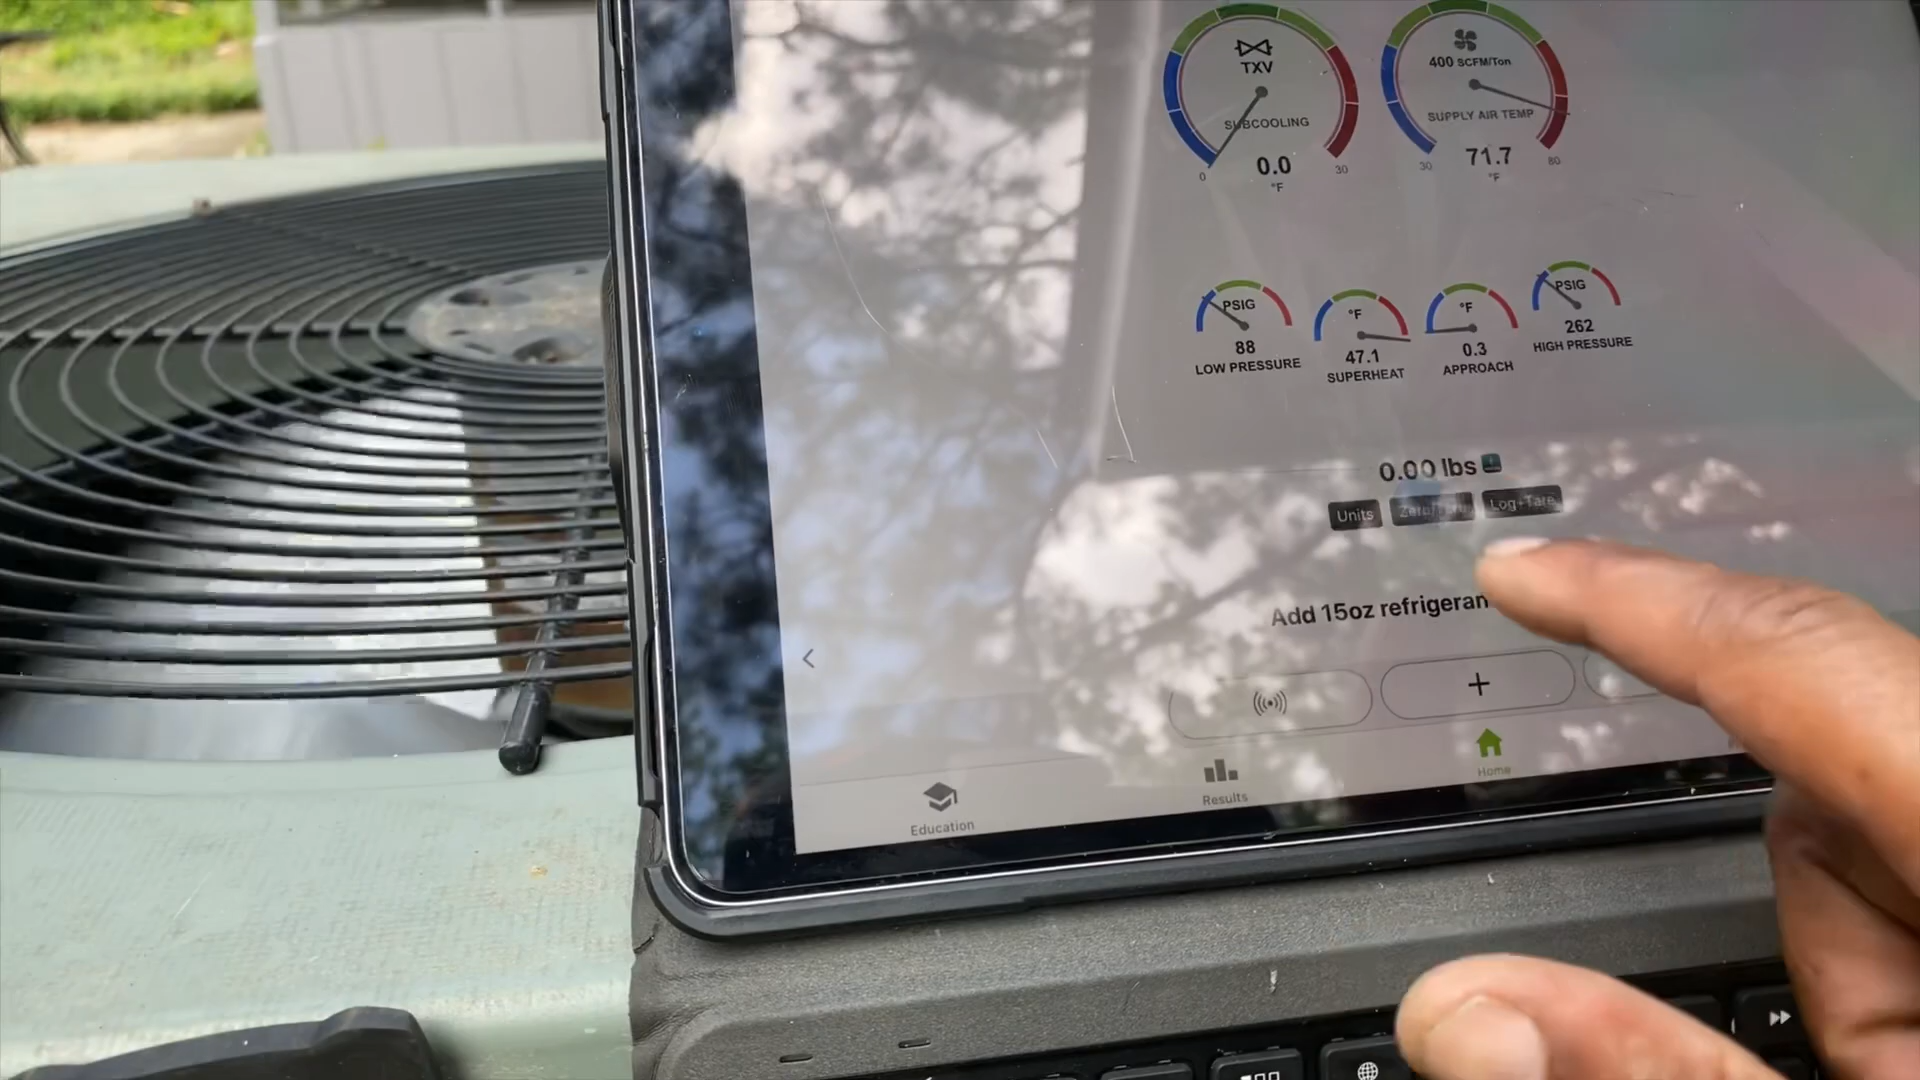 TXV
SUBCOOLING
0.0
°F
0
30
400 SCFM/Ton
SUPPLY AIR TEMP
71.7
°F
30
80
PSIG
88
LOW PRESSURE
°F
47.1
SUPERHEAT
°F
0.3
APPROACH
PSIG
262
HIGH PRESSURE
0.00 lbs
Units
Log+Tare
Add 15oz refrigeran
Education
Results
Home